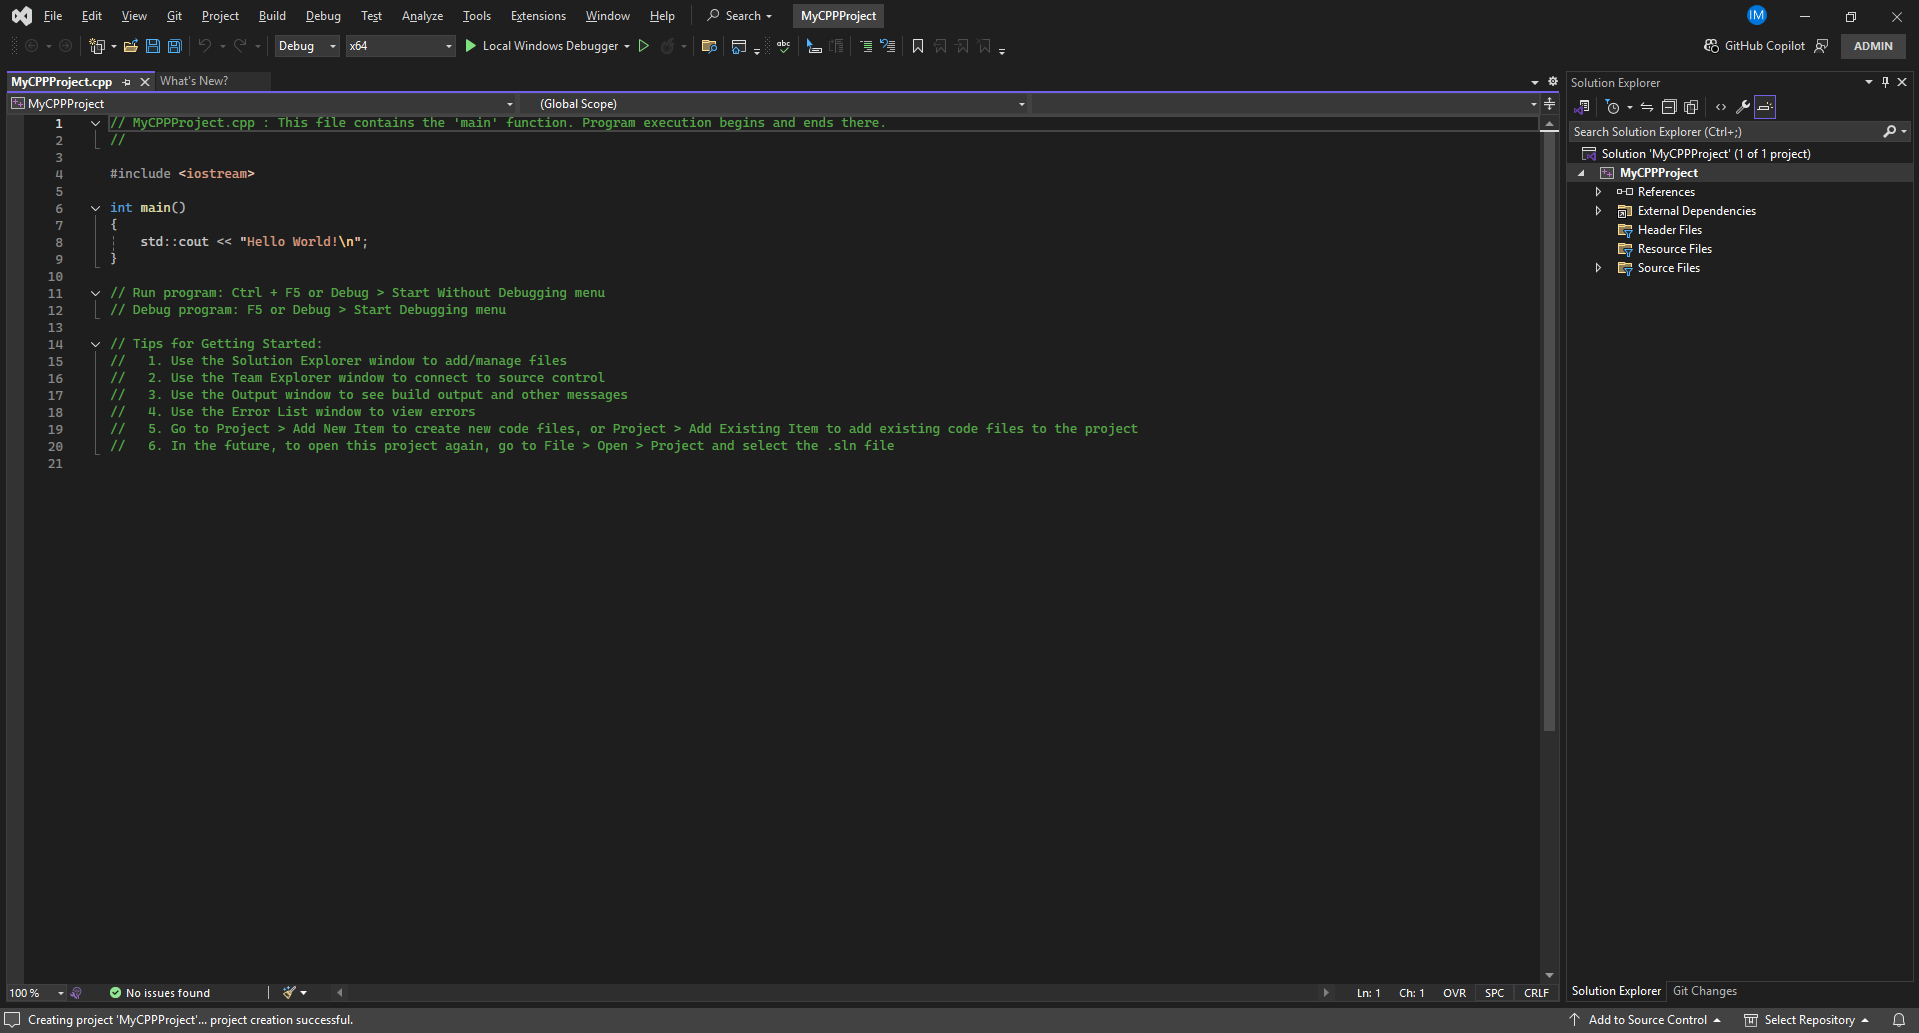 File Edit View Git Project Build Debug Test Analyze Tools Extensions Window Help Search MyCPPProject IM
Debug x64 Local Windows Debugger abc GitHub Copilot ADMIN
MyCPPProject.cpp What's New?
MyCPPProject (Global Scope)
1 // MyCPPProject.cpp : This file contains the 'main' function. Program execution begins and ends there.
2 //
3
4 #include <iostream>
5
6 int main()
7 {
8 std::cout << "Hello World!\n";
9 }
10
11 // Run program: Ctrl + F5 or Debug > Start Without Debugging menu
12 // Debug program: F5 or Debug > Start Debugging menu
13
14 // Tips for Getting Started:
15 // 1. Use the Solution Explorer window to add/manage files
16 // 2. Use the Team Explorer window to connect to source control
17 // 3. Use the Output window to see build output and other messages
18 // 4. Use the Error List window to view errors
19 // 5. Go to Project > Add New Item to create new code files, or Project > Add Existing Item to add existing code files to the project
20 // 6. In the future, to open this project again, go to File > Open > Project and select the .sln file
21
100 % No issues found Ln: 1 Ch: 1 OVR SPC CRLF
Solution Explorer
Search Solution Explorer (Ctrl+;)
Solution 'MyCPPProject' (1 of 1 project)
MyCPPProject
References
External Dependencies
Header Files
Resource Files
Source Files
Solution Explorer Git Changes
Creating project 'MyCPPProject'... project creation successful. Add to Source Control Select Repository